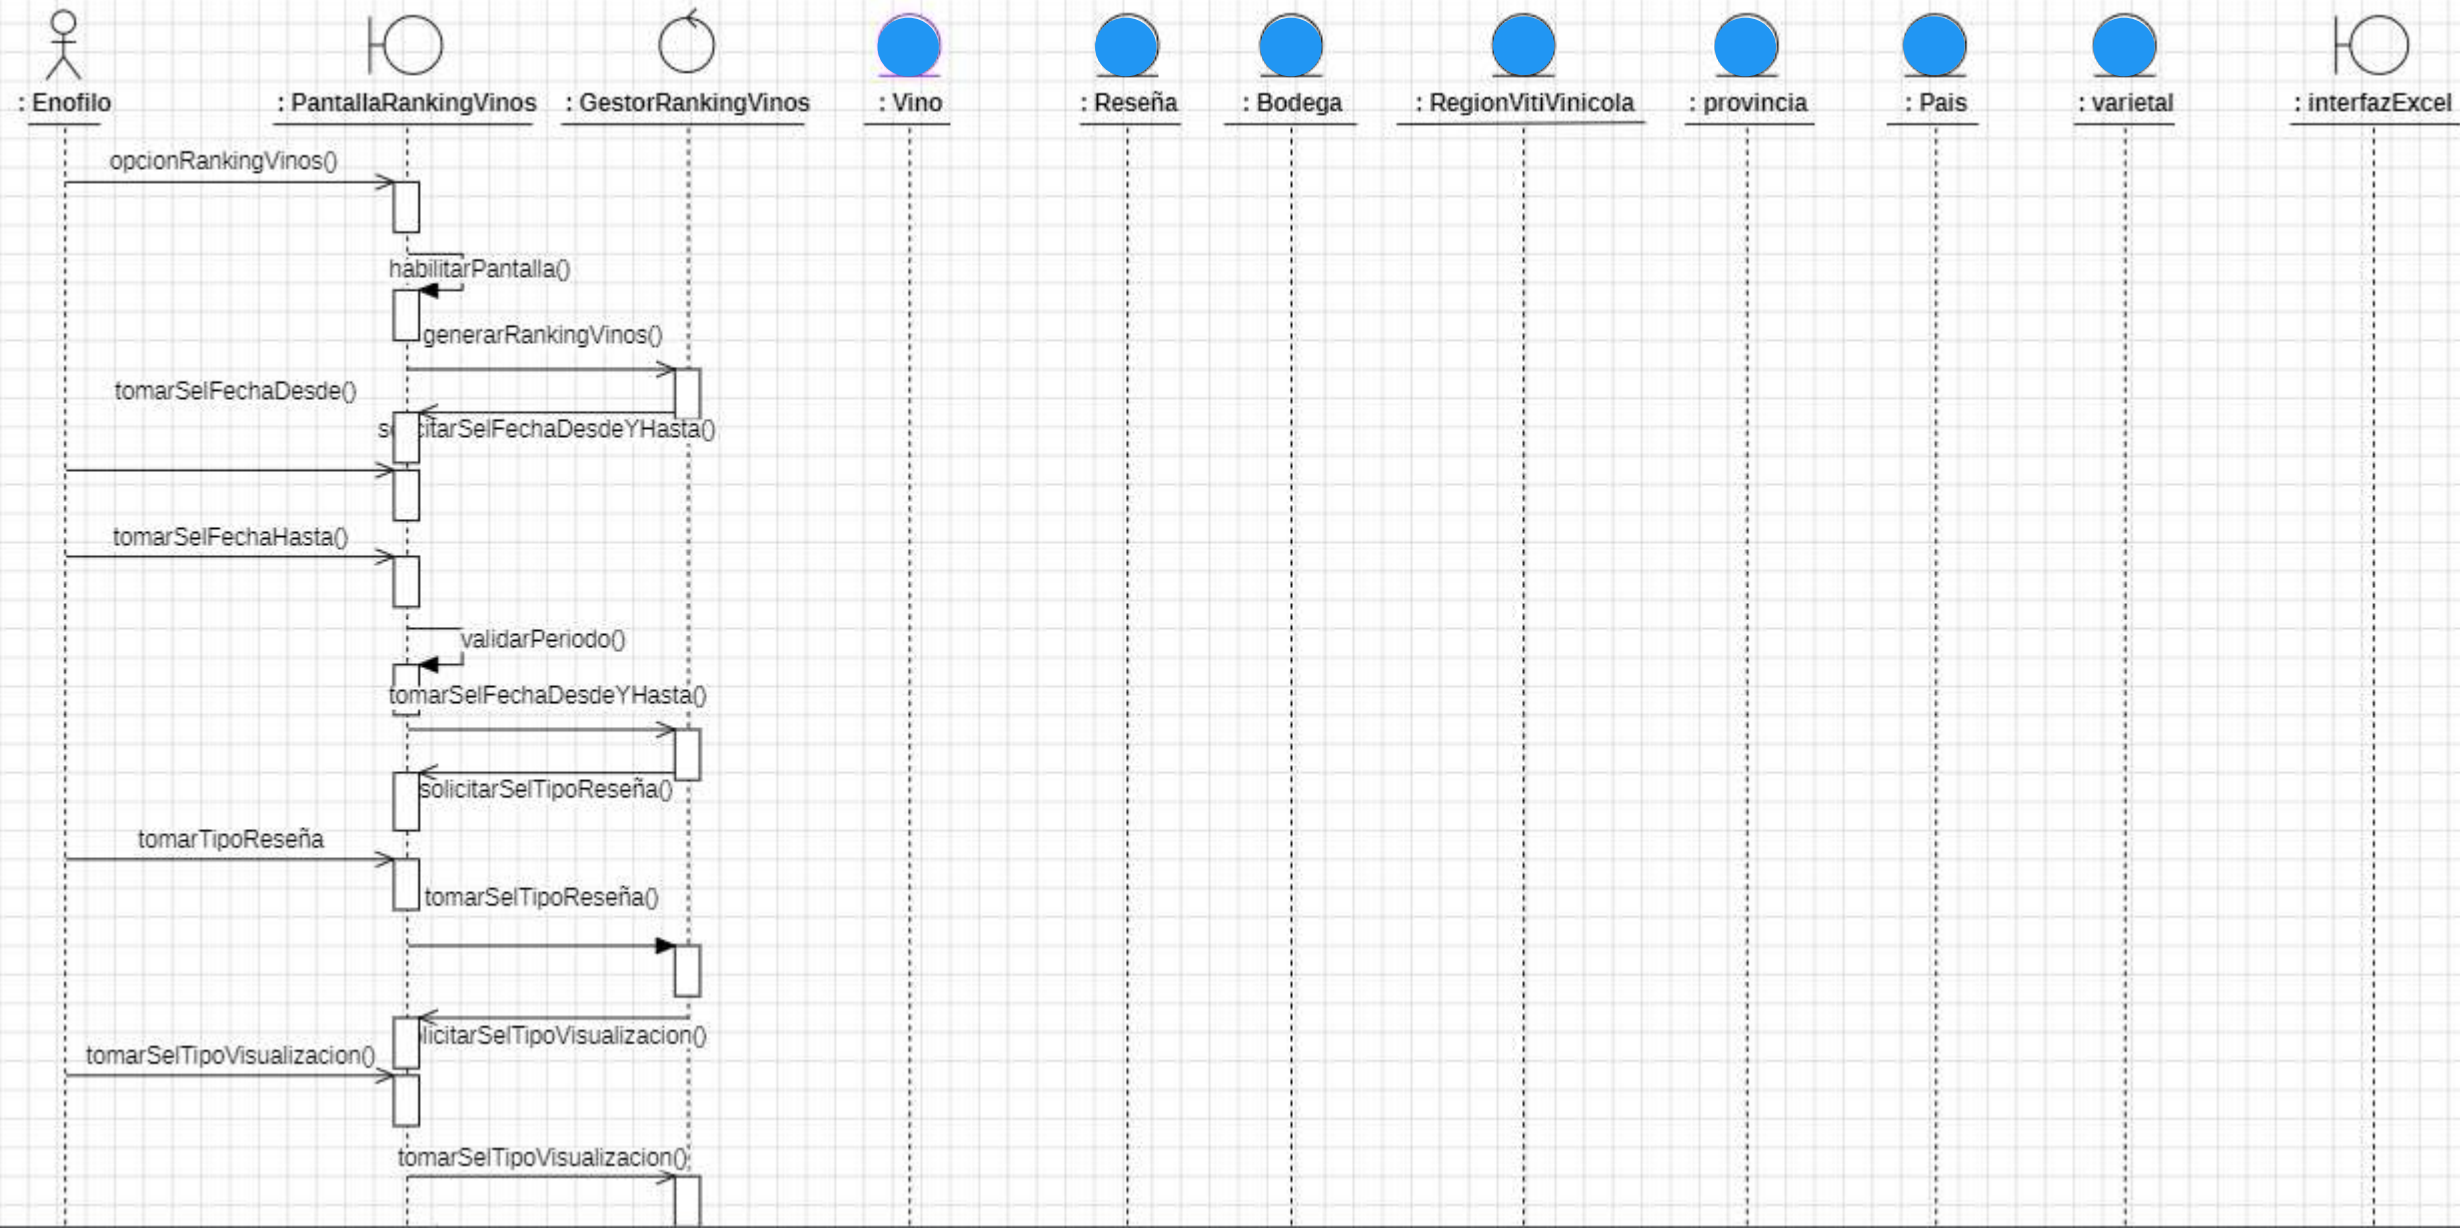 : Enofilo
: PantallaRankingVinos
: GestorRankingVinos
: Vino
: Reseña
: Bodega
: RegionVitiVinicola
: provincia
: Pais
: varietal
: interfazExcel
opcionRankingVinos()
habilitarPantalla()
generarRankingVinos()
tomarSelFechaDesde()
solicitarSelFechaDesdeYHasta()
tomarSelFechaHasta()
validarPeriodo()
tomarSelFechaDesdeYHasta()
solicitarSelTipoReseña()
tomarTipoReseña
tomarSelTipoReseña()
licitarSelTipoVisualizacion()
tomarSelTipoVisualizacion()
tomarSelTipoVisualizacion()